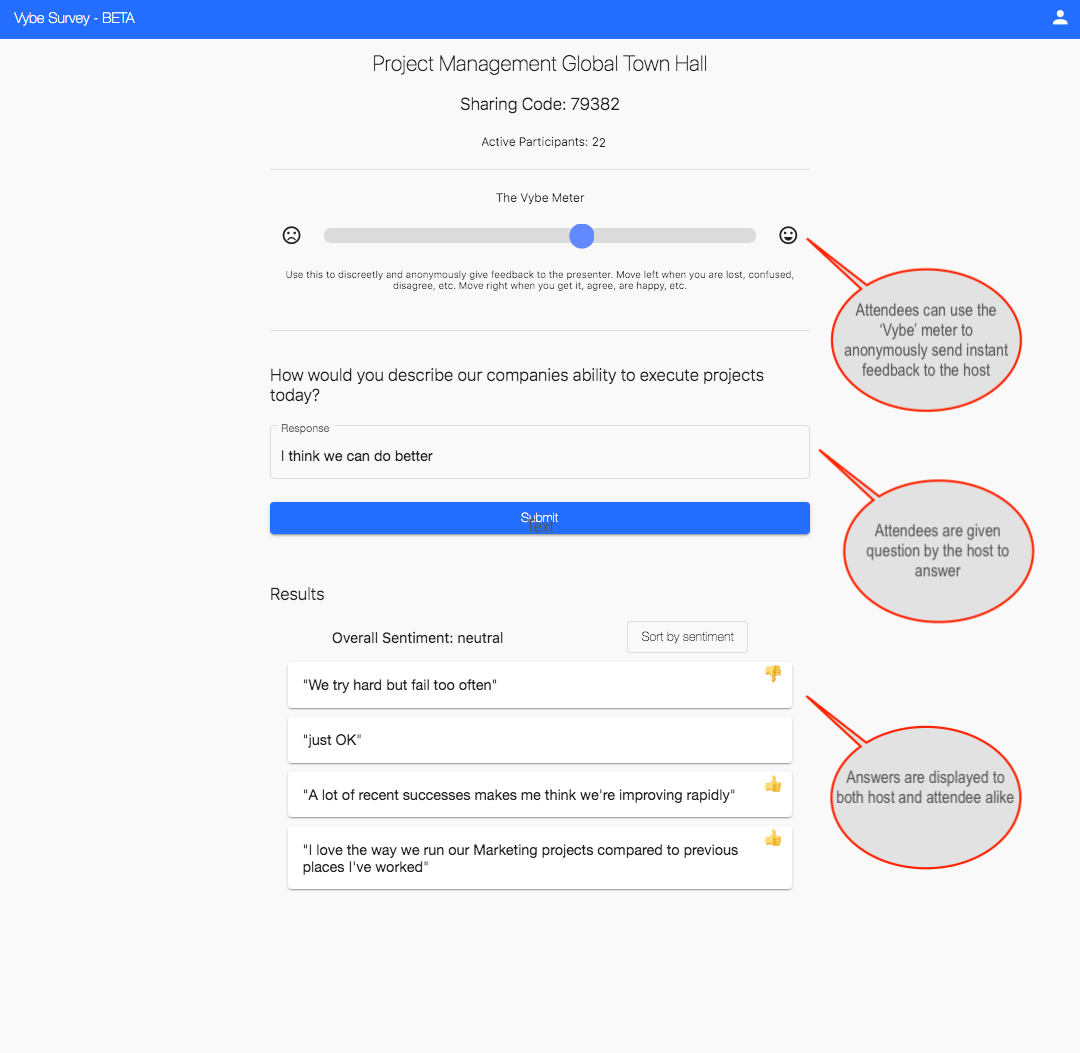 Vybe Survey - BETA
Project Management Global Town Hall
Sharing Code: 79382
Active Participants: 22
The Vybe Meter
Use this to discreetly and anonymously give feedback to the presenter. Move left when you are lost, confused,
disagree, etc. Move right when you get it, agree, are happy, etc.
Attendees can use the
‘Vybe’ meter to
anonymously send instant
feedback to the host
How would you describe our companies ability to execute projects
today?
Response
I think we can do better
Submit
Text
Attendees are given
question by the host to
answer
Results
Overall Sentiment: neutral
Sort by sentiment
"We try hard but fail too often"
"just OK"
"A lot of recent successes makes me think we're improving rapidly"
"I love the way we run our Marketing projects compared to previous
places I've worked"
Answers are displayed to
both host and attendee alike